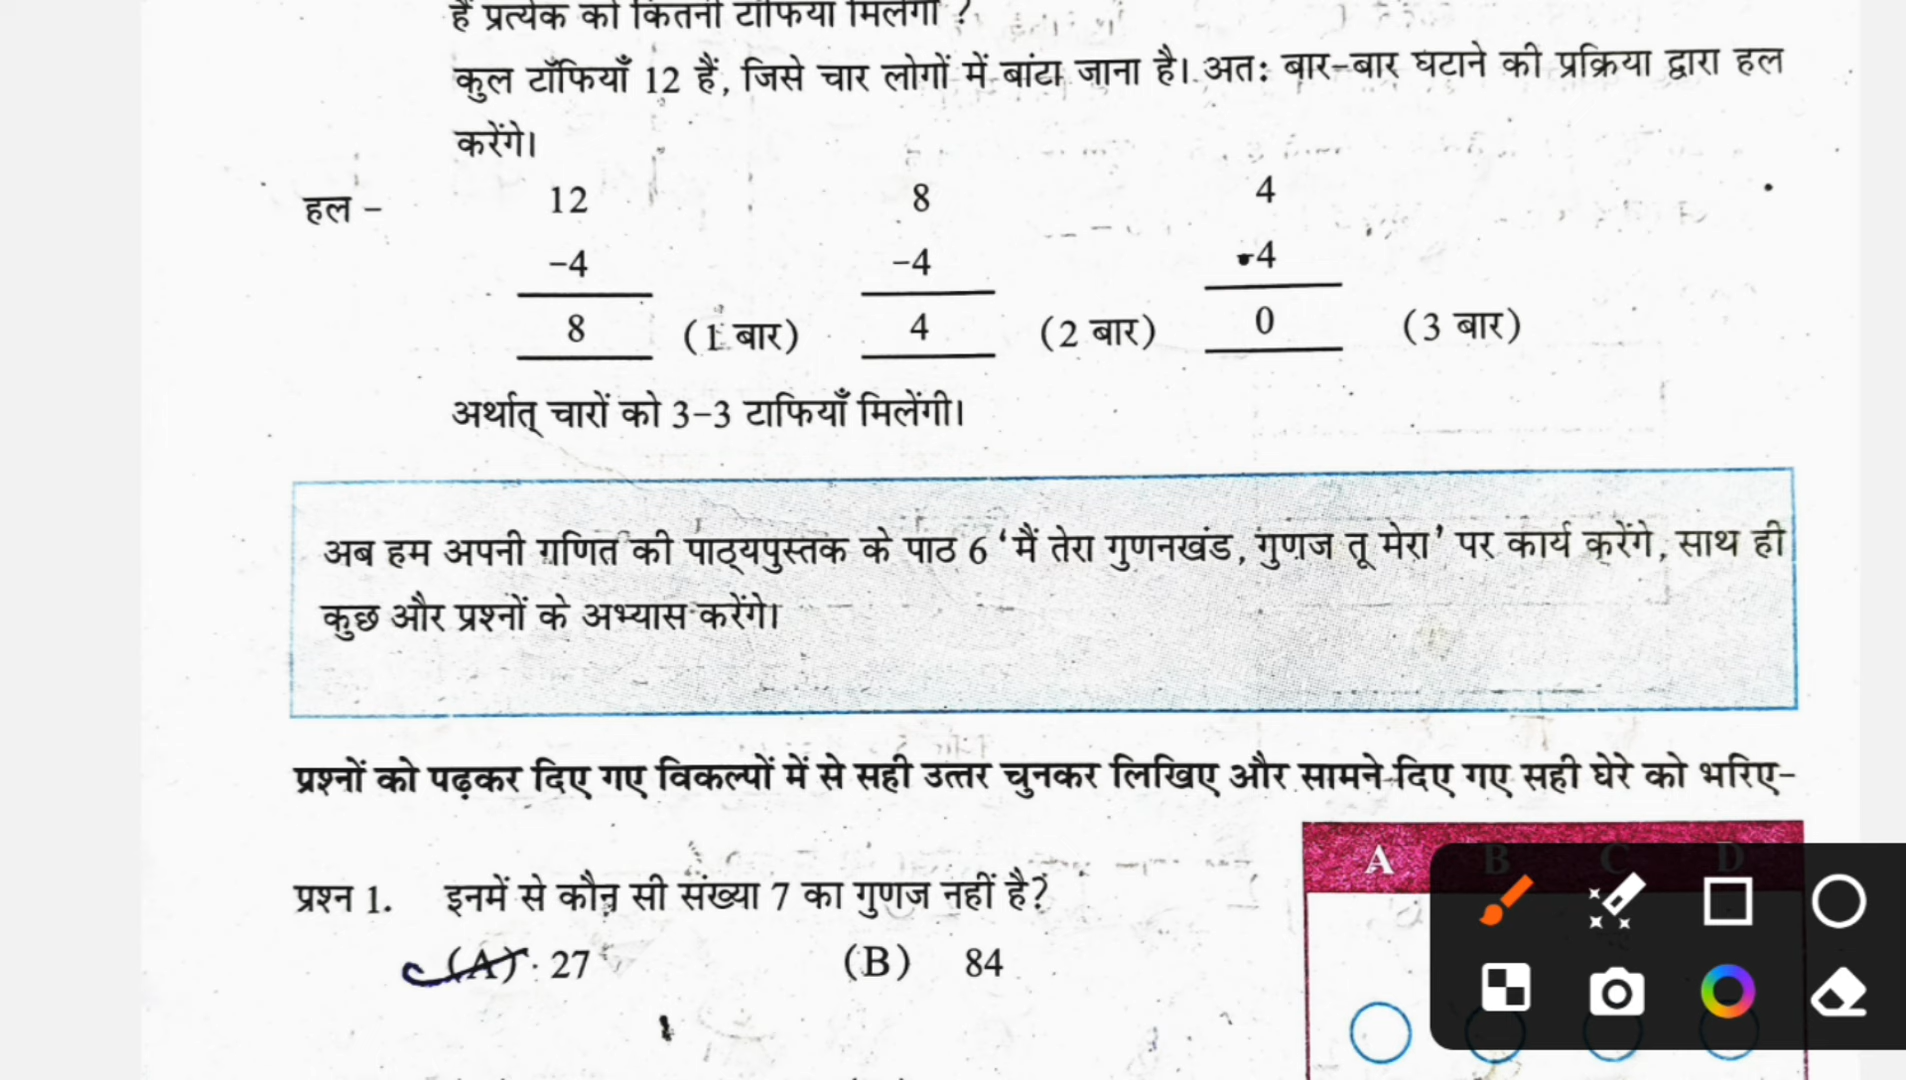 हैं प्रत्येक को कितनी टॉफियाँ मिलेंगी ?
कुल टॉफियाँ 12 हैं, जिसे चार लोगों में बांटा जाना है। अतः बार-बार घटाने की प्रक्रिया द्वारा हल
करेंगे।
हल - 12 8 4
-4 -4 -4
8 (1 बार) 4 (2 बार) 0 (3 बार)
अर्थात् चारों को 3-3 टाफियाँ मिलेंगी।
अब हम अपनी गणित की पाठ्यपुस्तक के पाठ 6 ‘मैं तेरा गुणनखंड, गुणज तू मेरा’ पर कार्य करेंगे, साथ ही
कुछ और प्रश्नों के अभ्यास करेंगे।
प्रश्नों को पढ़कर दिए गए विकल्पों में से सही उत्तर चुनकर लिखिए और सामने दिए गए सही घेरे को भरिए-
A B C D
प्रश्न 1. इनमें से कौन सी संख्या 7 का गुणज नहीं है?
(A) 27 (B) 84